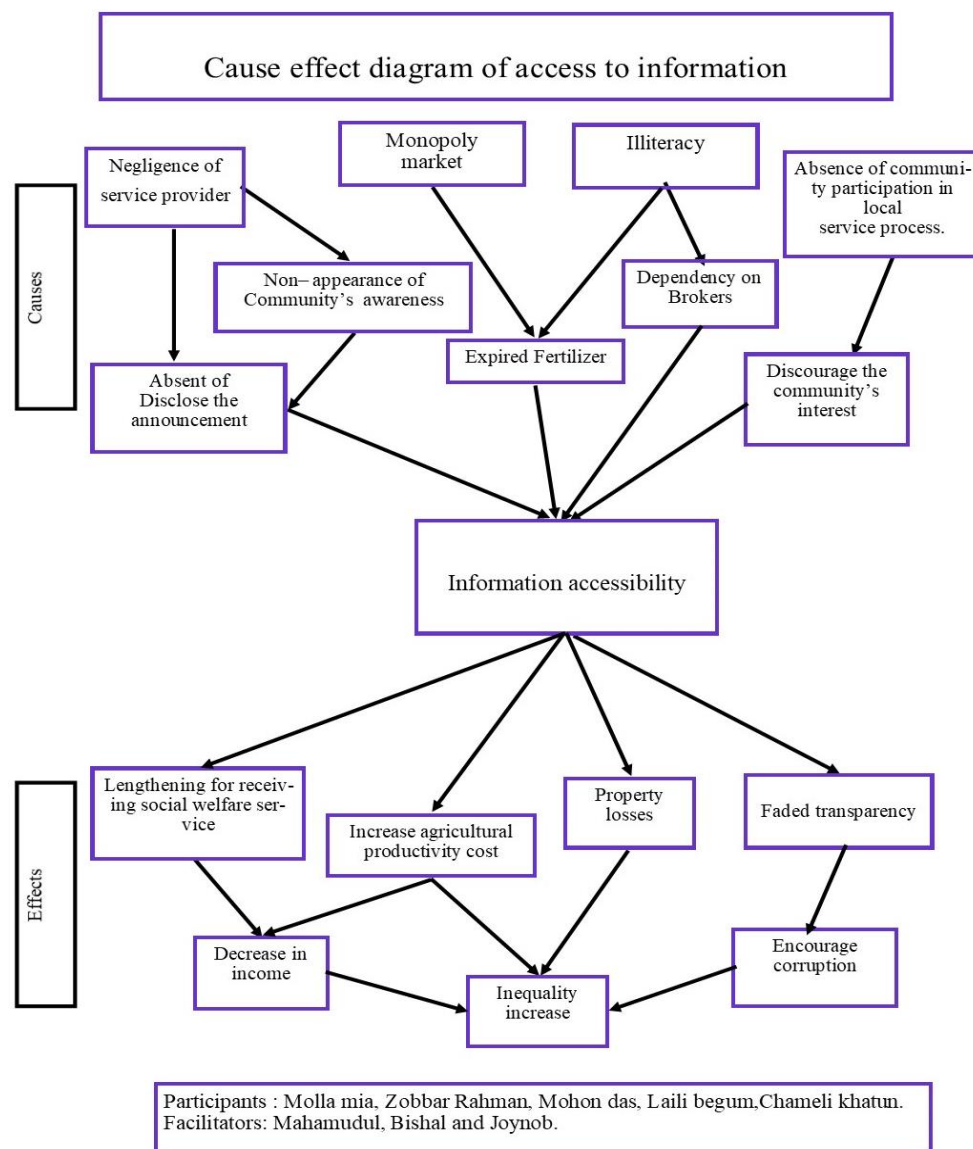 Cause effect diagram of access to information
Causes
Negligence of
service provider
Monopoly
market
Illiteracy
Absence of communi-
ty participation in
local
service process.
Non– appearance of
Community’s awareness
Dependency on
Brokers
Expired Fertilizer
Absent of
Disclose the
announcement
Discourage the
community’s
interest
Information accessibility
Effects
Lengthening for receiv-
ing social welfare ser-
vice
Increase agricultural
productivity cost
Property
losses
Faded transparency
Decrease in
income
Inequality
increase
Encourage
corruption
Participants : Molla mia, Zobbar Rahman, Mohon das, Laili begum,Chameli khatun.
Facilitators: Mahamudul, Bishal and Joynob.